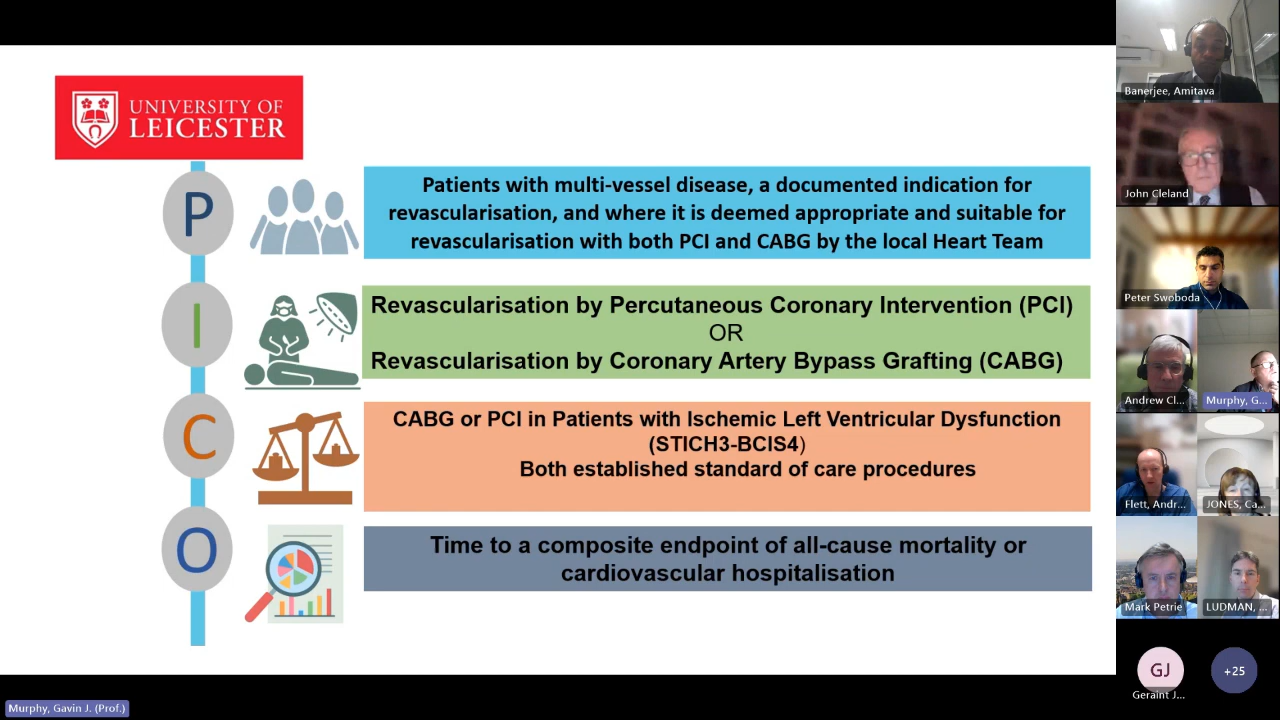 UNIVERSITY OF
LEICESTER
P
Patients with multi-vessel disease, a documented indication for
revascularisation, and where it is deemed appropriate and suitable for
revascularisation with both PCI and CABG by the local Heart Team
I
Revascularisation by Percutaneous Coronary Intervention (PCI)
OR
Revascularisation by Coronary Artery Bypass Grafting (CABG)
C
CABG or PCI in Patients with Ischemic Left Ventricular Dysfunction
(STICH3-BCIS4)
Both established standard of care procedures
O
Time to a composite endpoint of all-cause mortality or
cardiovascular hospitalisation
Murphy, Gavin J. (Prof.)
Banerjee, Amitava
John Cleland
Peter Swoboda
Andrew Cl...
Murphy, G...
Flett, Andr...
JONES, Ca...
Mark Petrie
LUDMAN, ...
GJ
Geraint J...
+25